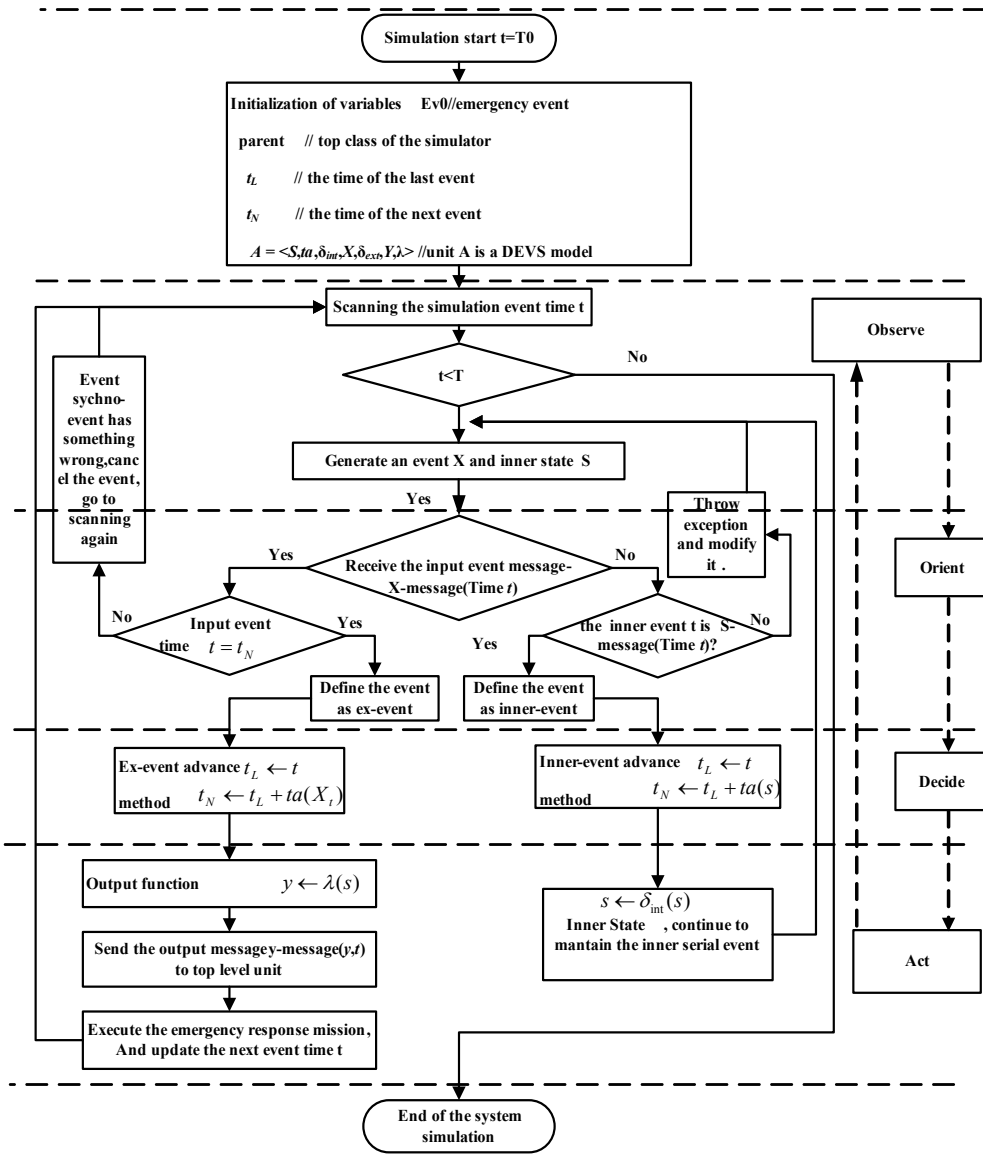 Simulation start t=T0
Initialization of variables Ev0//emergency event
parent // top class of the simulator
t_L // the time of the last event
t_N // the time of the next event
A = <S,ta,δ_int,X,δ_ext,Y,λ> //unit A is a DEVS model
Scanning the simulation event time t
Observe
No
t<T
Event
sychno-
event has
something
wrong,canc
el the event,
go to
scanning
again
Generate an event X and inner state S
Yes
Throw
exception
and modify
it .
Yes
Receive the input event message-
X-message(Time t)
No
Orient
No
Input event
time t = t_N
Yes
the inner event t is S-
message(Time t)?
No
Yes
Define the event
as ex-event
Define the event
as inner-event
Ex-event advance t_L ← t
method t_N ← t_L + ta(X_t)
Inner-event advance t_L ← t
method t_N ← t_L + ta(s)
Decide
Output function y ← λ(s)
s ← δ_int(s)
Inner State , continue to
mantain the inner serial event
Send the output messagey-message(y,t)
to top level unit
Act
Execute the emergency response mission,
And update the next event time t
End of the system
simulation